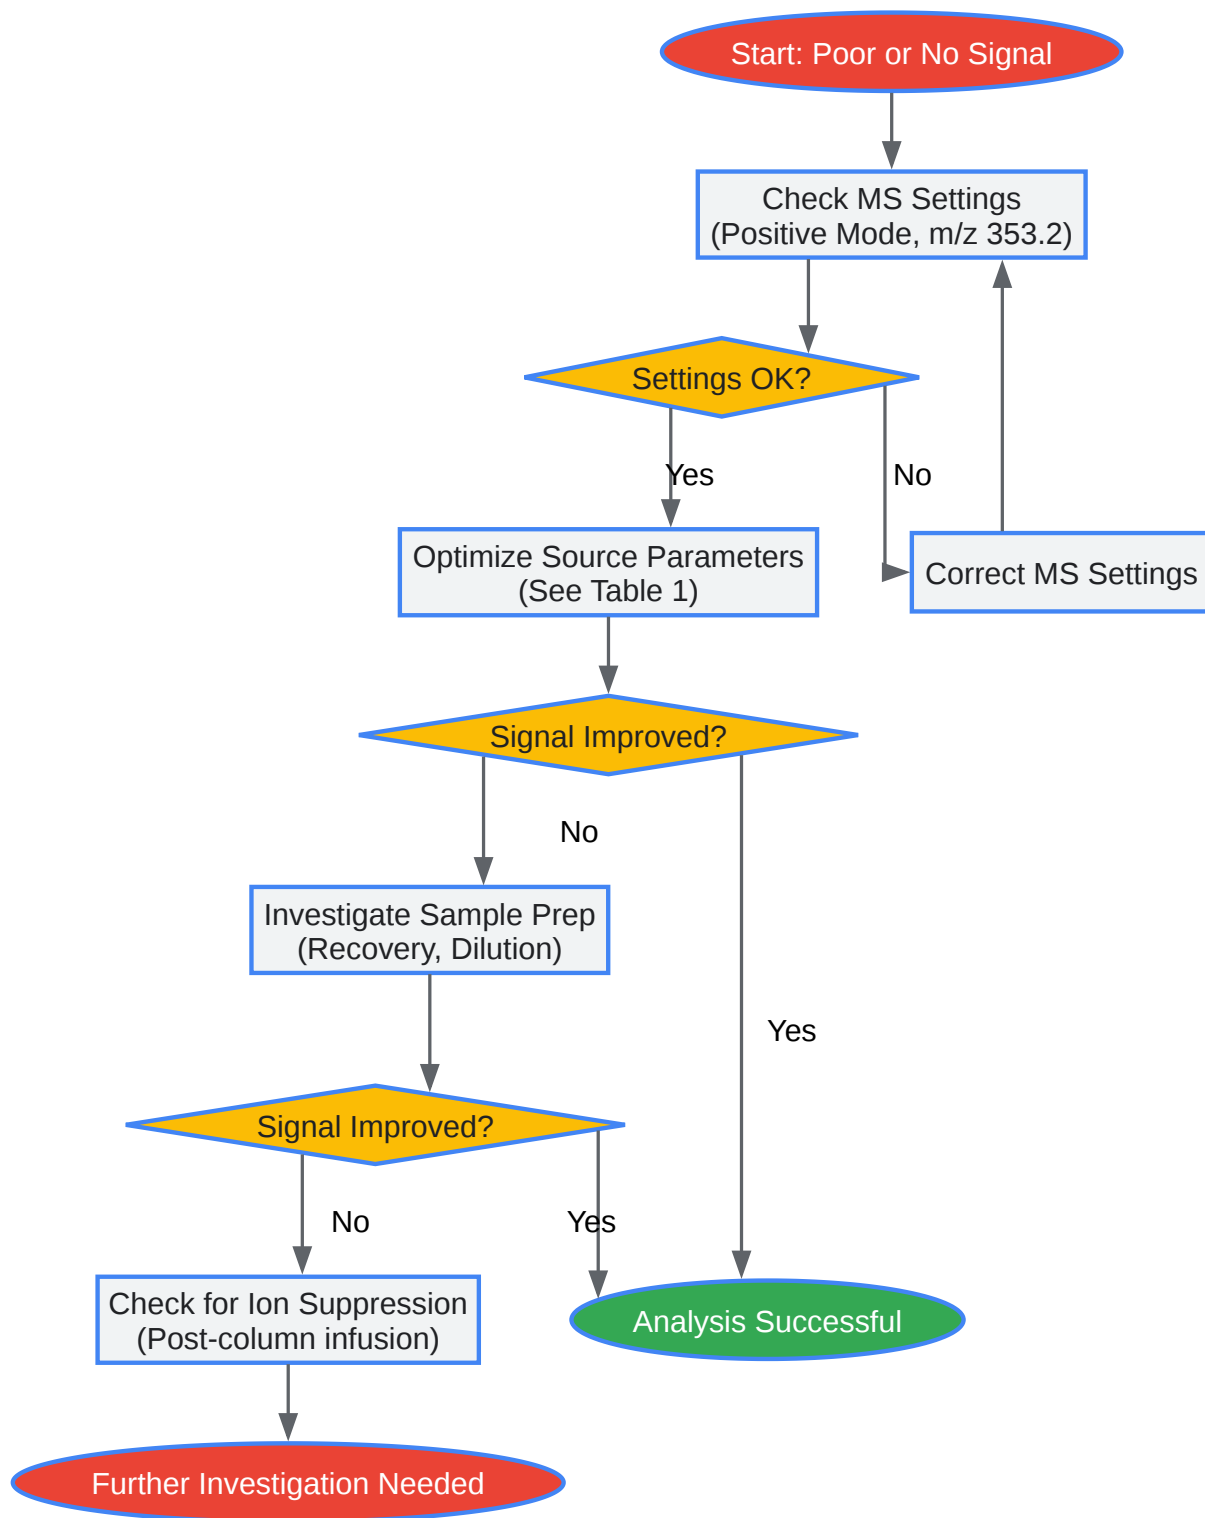 Start: Poor or No Signal
Check MS Settings
(Positive Mode, m/z 353.2)
Settings OK?
Yes
No
Optimize Source Parameters
(See Table 1)
Correct MS Settings
Signal Improved?
No
Investigate Sample Prep
(Recovery, Dilution)
Yes
Signal Improved?
No
Yes
Check for Ion Suppression
(Post-column infusion)
Analysis Successful
Further Investigation Needed